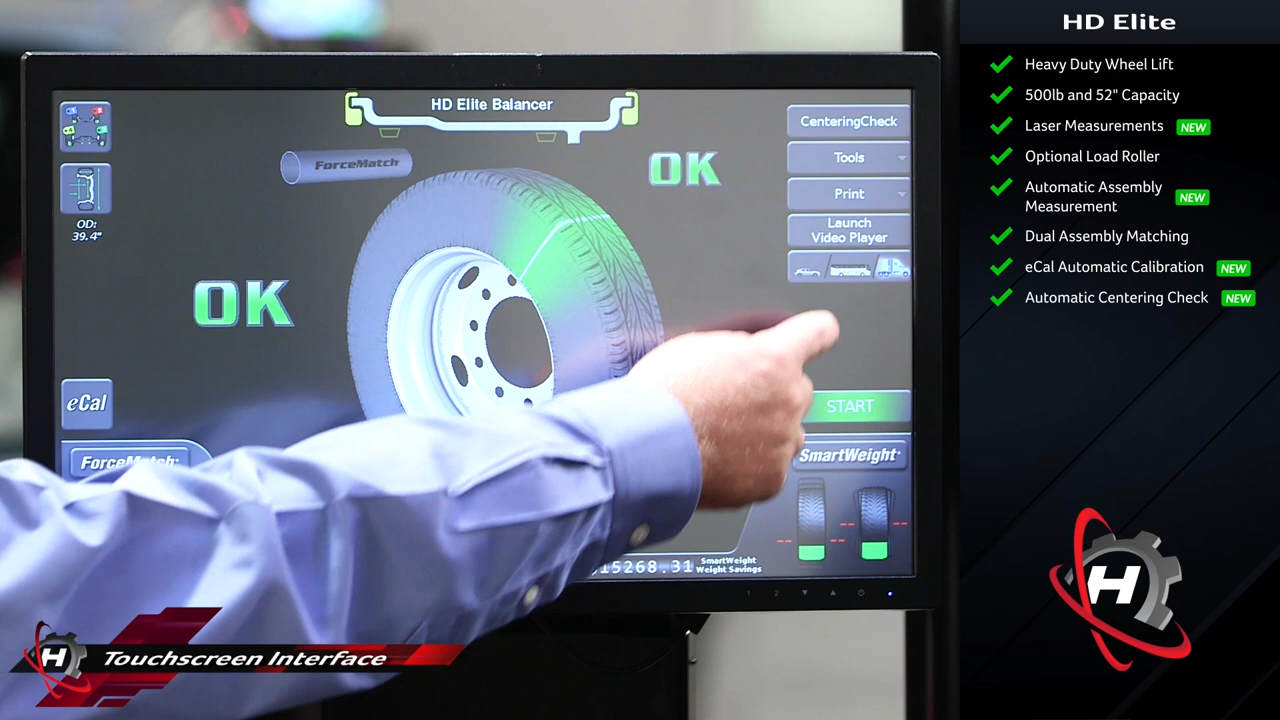 HD Elite
Heavy Duty Wheel Lift
500lb and 52" Capacity
Laser Measurements NEW
Optional Load Roller
Automatic Assembly
Measurement NEW
Dual Assembly Matching
eCal Automatic Calibration NEW
Automatic Centering Check NEW
HD Elite Balancer
ForceMatch
OK
CenteringCheck
Tools
Print
Launch
Video Player
OD:
39.4"
OK
eCal
START
ForceMatch
SmartWeight
15268.31
SmartWeight
Weight Savings
1 2
H
H Touchscreen Interface